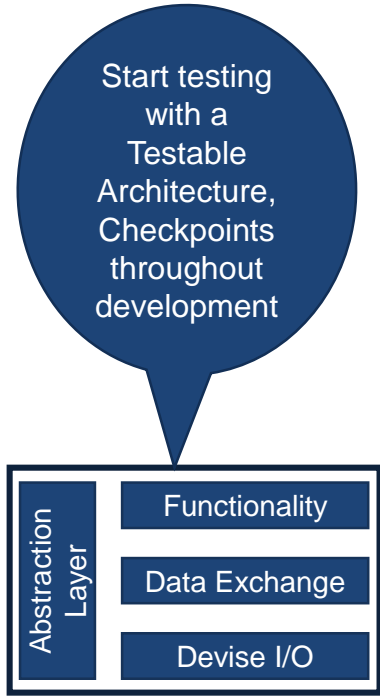 Start testing
with a
Testable
Architecture,
Checkpoints
throughout
development
Abstraction
Layer
Functionality
Data Exchange
Devise I/O